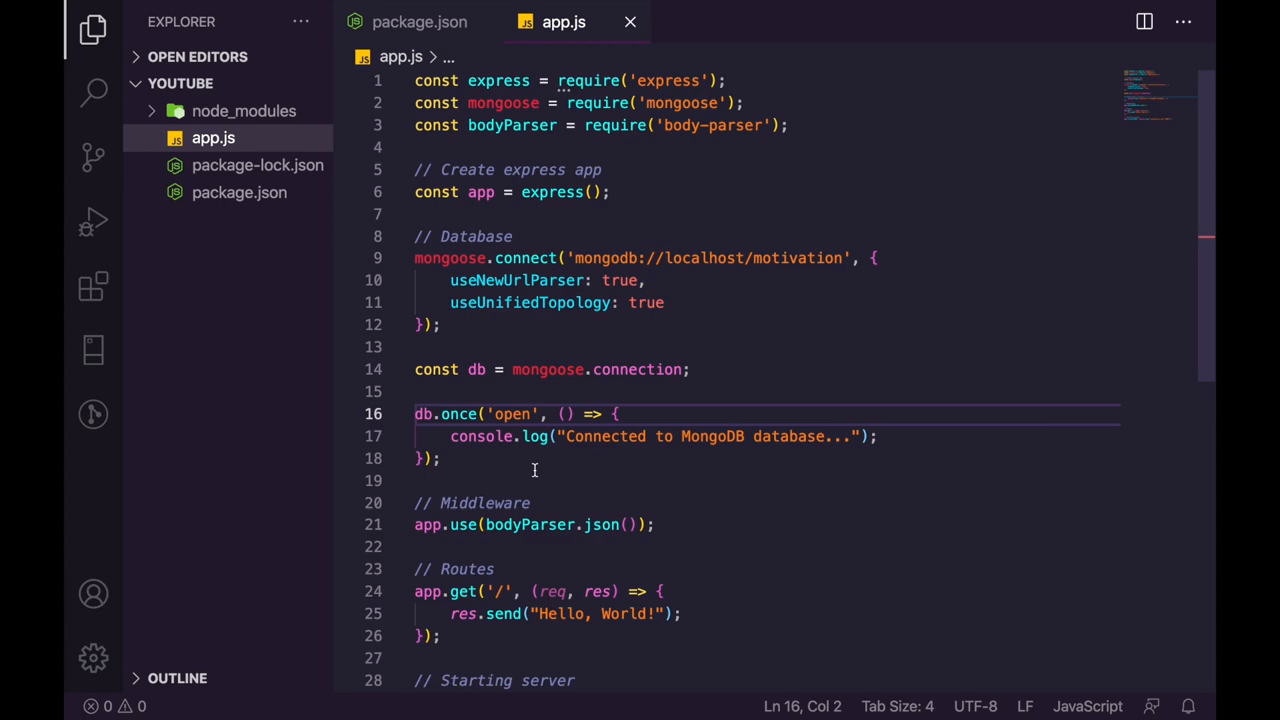 EXPLORER
OPEN EDITORS
YOUTUBE
node_modules
JS app.js
package-lock.json
package.json
OUTLINE
package.json
JS app.js
JS app.js > ...
1 const express = require('express');
2 const mongoose = require('mongoose');
3 const bodyParser = require('body-parser');
4
5 // Create express app
6 const app = express();
7
8 // Database
9 mongoose.connect('mongodb://localhost/motivation', {
10 useNewUrlParser: true,
11 useUnifiedTopology: true
12 });
13
14 const db = mongoose.connection;
15
16 db.once('open', () => {
17 console.log("Connected to MongoDB database...");
18 });
19
20 // Middleware
21 app.use(bodyParser.json());
22
23 // Routes
24 app.get('/', (req, res) => {
25 res.send("Hello, World!");
26 });
27
28 // Starting server
0 0 Ln 16, Col 2 Tab Size: 4 UTF-8 LF JavaScript